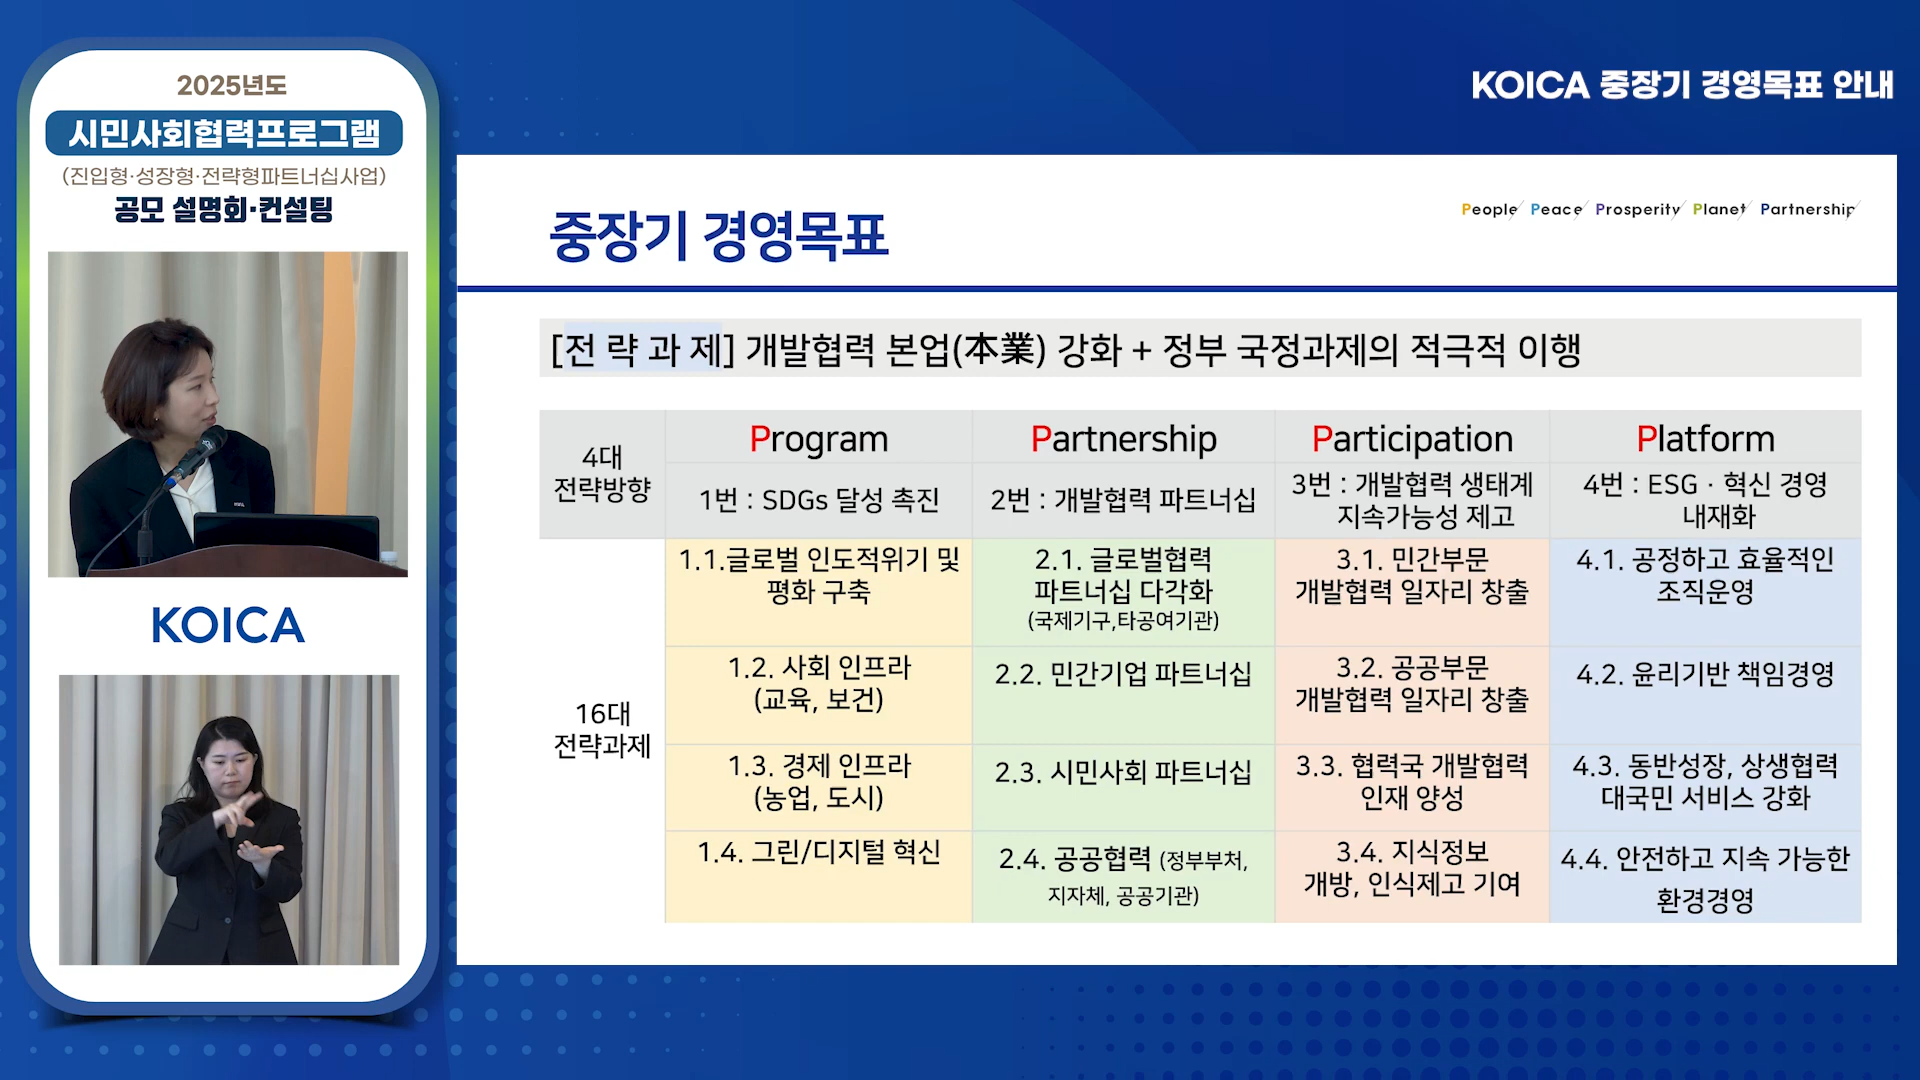 2025년도
시민사회협력프로그램
(진입형·성장형·전략형파트너십사업)
공모 설명회·컨설팅
KOICA
KOICA 중장기 경영목표 안내
중장기 경영목표
People Peace Prosperity Planet Partnership
[전 략 과 제] 개발협력 본업(本業) 강화 + 정부 국정과제의 적극적 이행
4대
전략방향
Program
Partnership
Participation
Platform
1번 : SDGs 달성 촉진
2번 : 개발협력 파트너십
3번 : 개발협력 생태계
지속가능성 제고
4번 : ESG · 혁신 경영
내재화
16대
전략과제
1.1.글로벌 인도적위기 및
평화 구축
2.1. 글로벌협력
파트너십 다각화
(국제기구,타공여기관)
3.1. 민간부문
개발협력 일자리 창출
4.1. 공정하고 효율적인
조직운영
1.2. 사회 인프라
(교육, 보건)
2.2. 민간기업 파트너십
3.2. 공공부문
개발협력 일자리 창출
4.2. 윤리기반 책임경영
1.3. 경제 인프라
(농업, 도시)
2.3. 시민사회 파트너십
3.3. 협력국 개발협력
인재 양성
4.3. 동반성장, 상생협력
대국민 서비스 강화
1.4. 그린/디지털 혁신
2.4. 공공협력 (정부부처,
지자체, 공공기관)
3.4. 지식정보
개방, 인식제고 기여
4.4. 안전하고 지속 가능한
환경경영